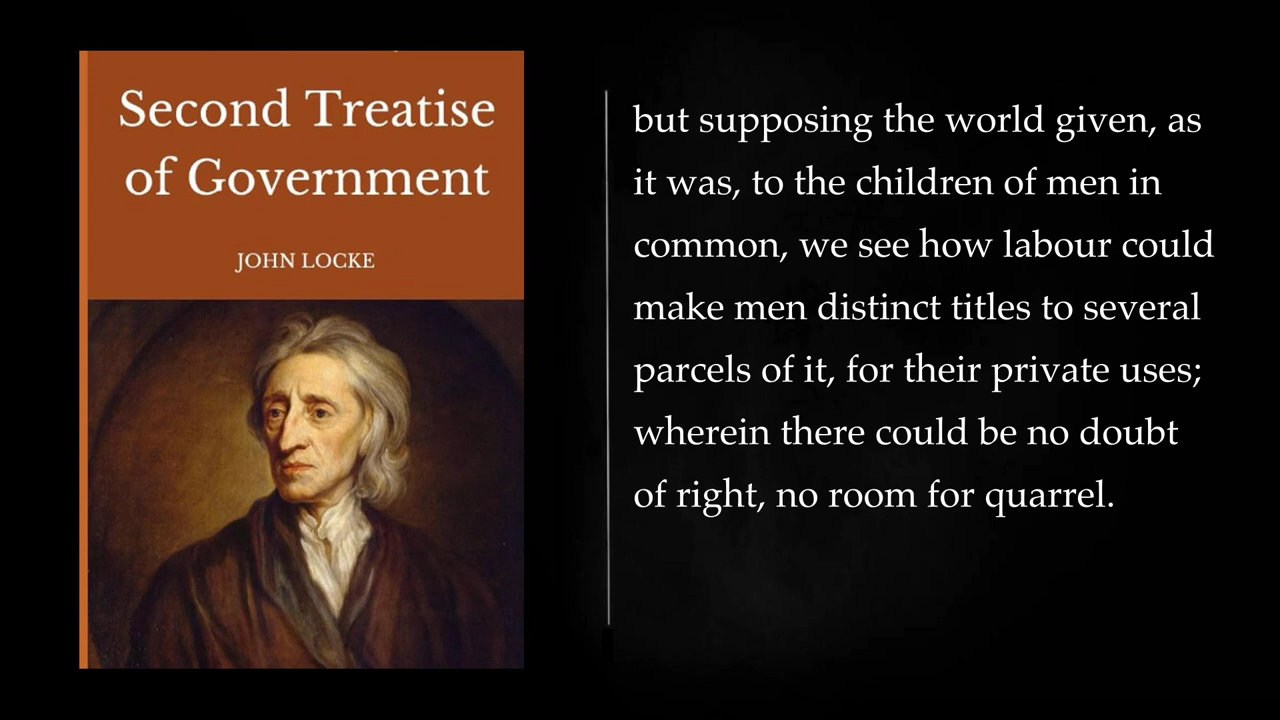 Second Treatise
of Government
JOHN LOCKE
but supposing the world given, as
it was, to the children of men in
common, we see how labour could
make men distinct titles to several
parcels of it, for their private uses;
wherein there could be no doubt
of right, no room for quarrel.